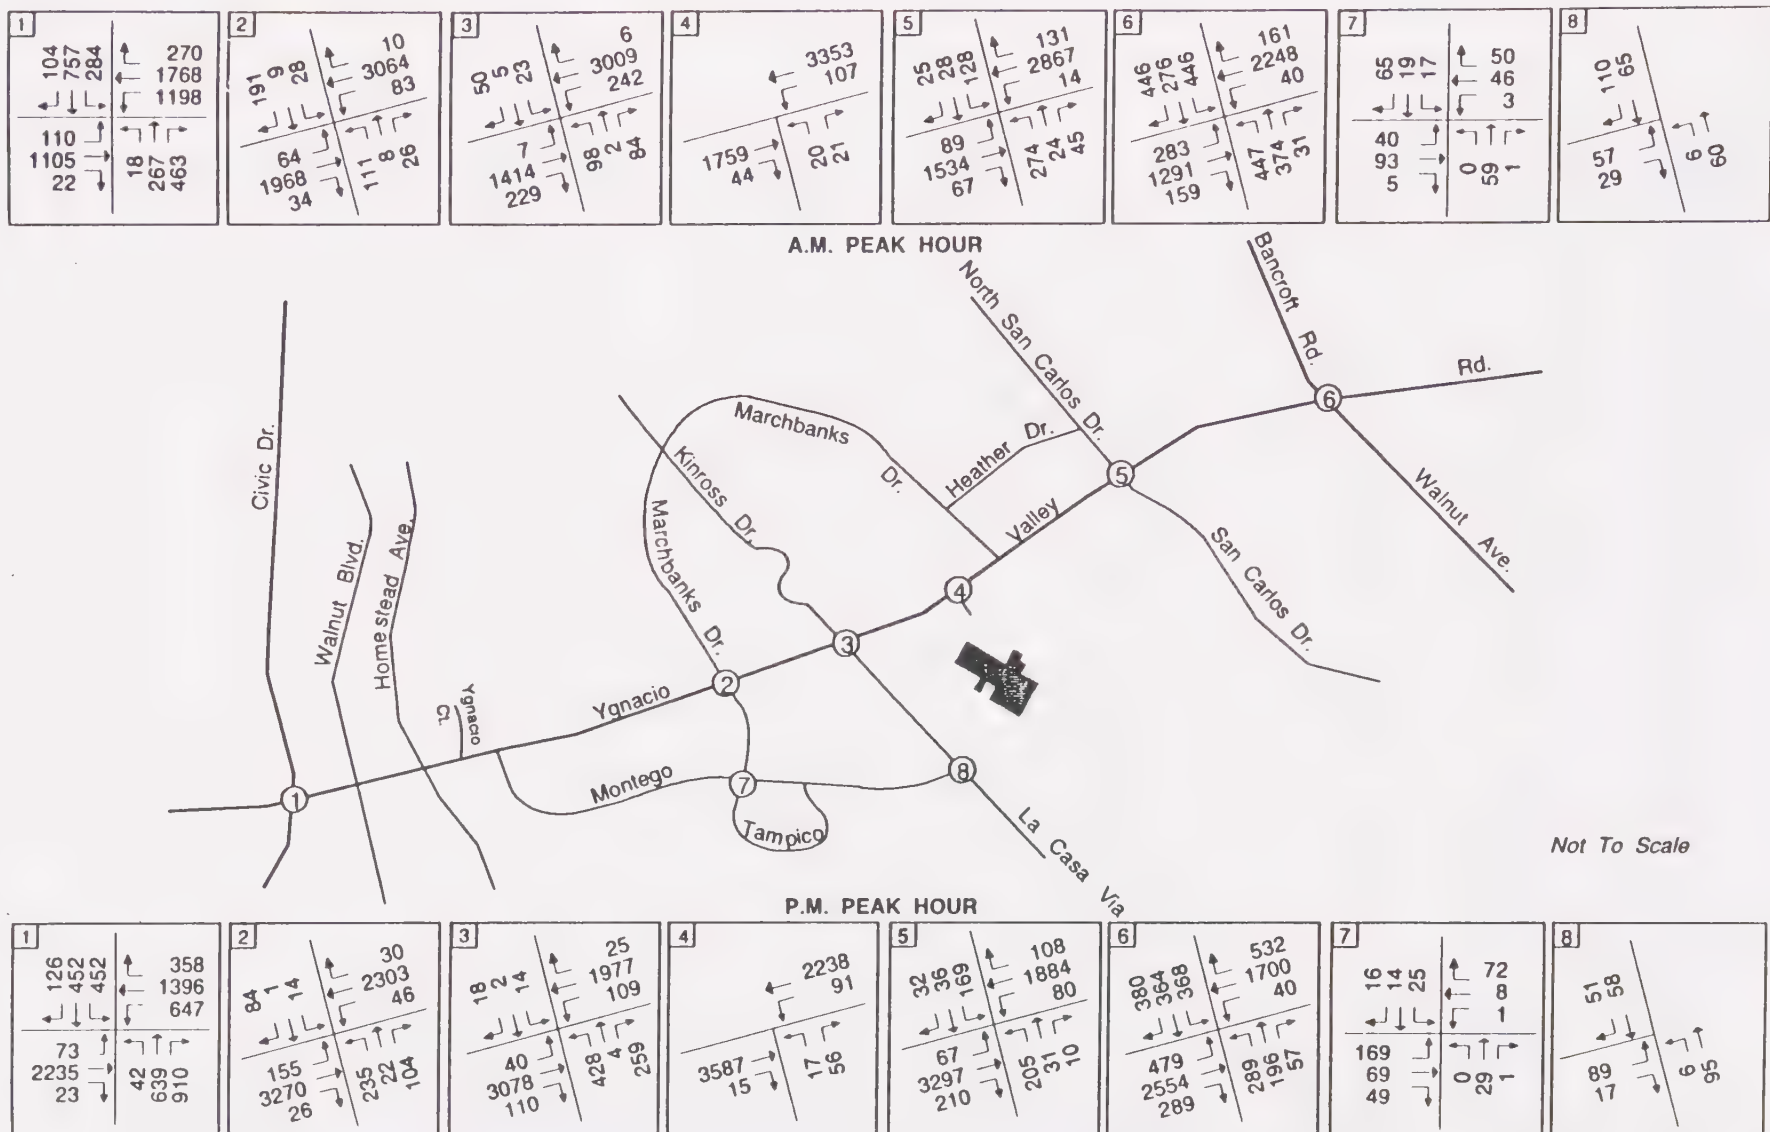 1
104 757 284
270
1768
1198
110
1105
22
18 267 463
2
191 9 28
10
3064
83
64
1968
34
111 8 26
3
50 5 23
6
3009
242
7
1414
229
98 2 84
4
3353
107
1759
44
20 21
5
25 28 128
131
2867
14
89
1534
67
274 24 45
6
446 276 446
161
2248
40
283
1291
159
447 374 31
7
65 19 17
50
46
3
40
93
5
0 59 1
8
110 65
57
29
6 60
A.M. PEAK HOUR
Civic Dr.
Walnut Blvd.
Homestead Ave.
Ygnacio
Ct.
Ygnacio
Valley
Rd.
Marchbanks Dr.
Marchbanks Dr.
Kinross Dr.
Heather Dr.
North San Carlos Dr.
San Carlos Dr.
Bancroft Rd.
Walnut Ave.
Montego
Tampico
La Casa Via
1
2
3
4
5
6
7
8
Not To Scale
P.M. PEAK HOUR
1
126 452 452
358
1396
647
73
2235
23
42 639 910
2
84 1 14
30
2303
46
155
3270
26
235 22 104
3
18 2 14
25
1977
109
40
3078
110
428 4 259
4
2238
91
3587
15
17 56
5
32 36 169
108
1884
80
67
3297
210
205 31 10
6
380 364 368
532
1700
40
479
2554
289
289 196 57
7
16 14 25
72
8
1
169
69
49
0 29 1
8
51 58
89
17
6 95